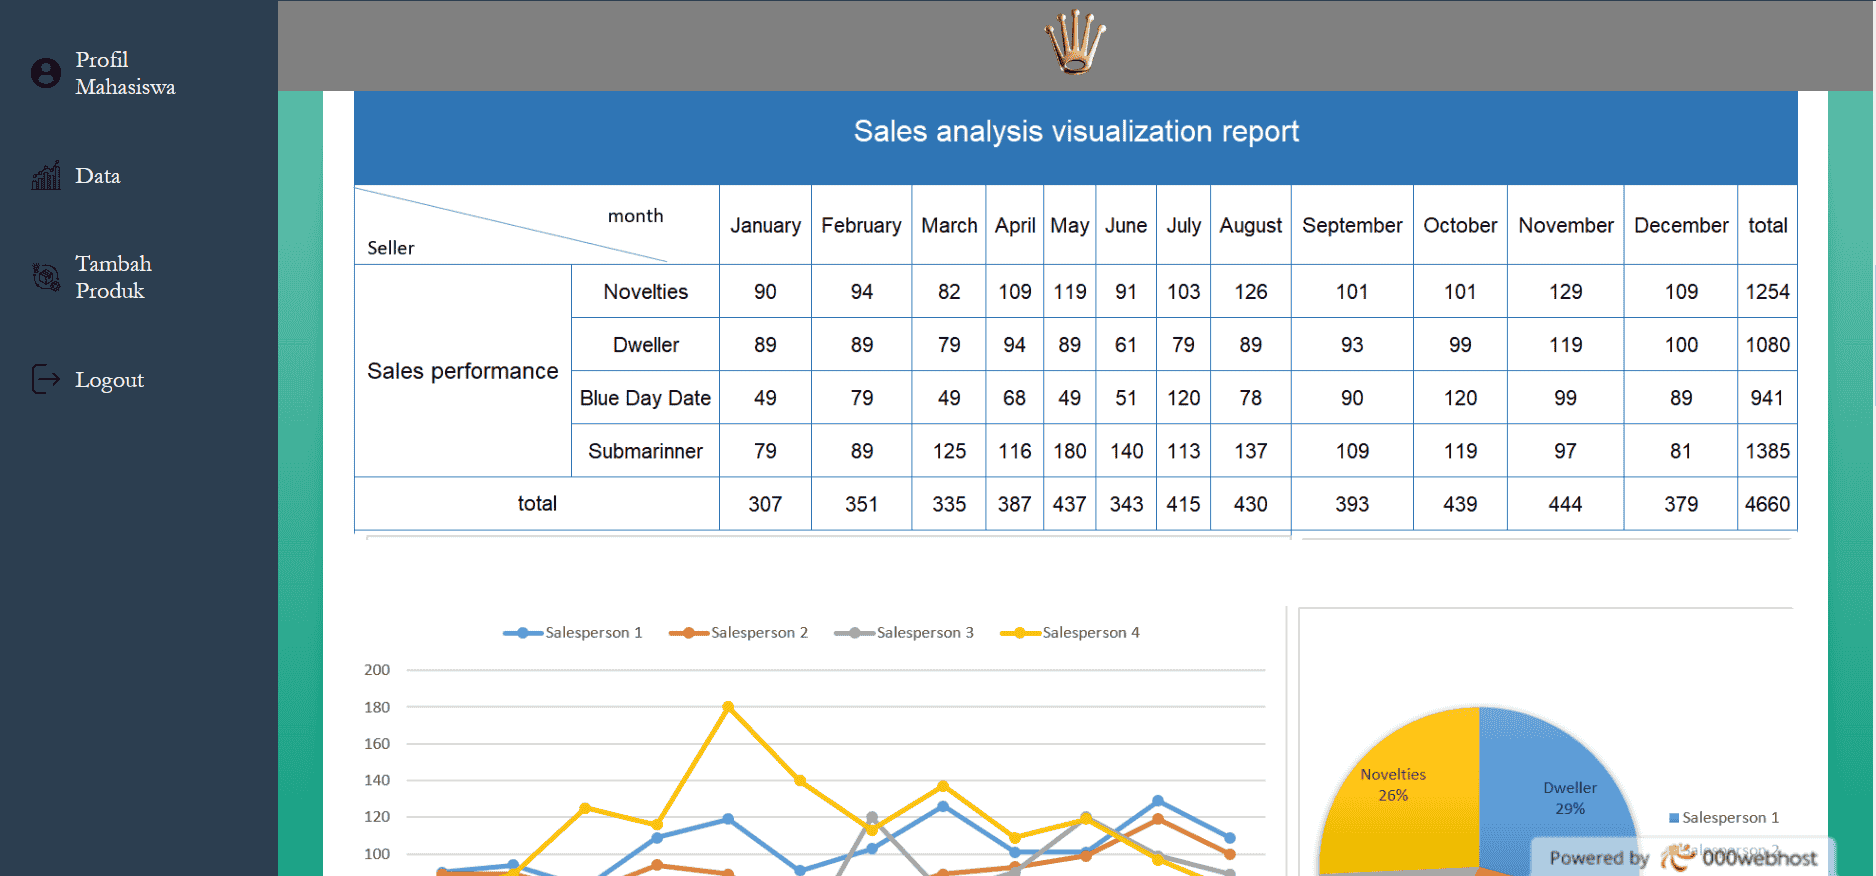 Profil
Mahasiswa
Data
Tambah
Produk
Logout
Sales analysis visualization report
month
Seller
January February March April May June July August September October November December total
Sales performance
Novelties 90 94 82 109 119 91 103 126 101 101 129 109 1254
Dweller 89 89 79 94 89 61 79 89 93 99 119 100 1080
Blue Day Date 49 79 49 68 49 51 120 78 90 120 99 89 941
Submarinner 79 89 125 116 180 140 113 137 109 119 97 81 1385
total 307 351 335 387 437 343 415 430 393 439 444 379 4660
Salesperson 1 Salesperson 2 Salesperson 3 Salesperson 4
200
180
160
140
120
100
Novelties
26%
Dweller
29%
Salesperson 1
Salesperson 2
Powered by 000webhost